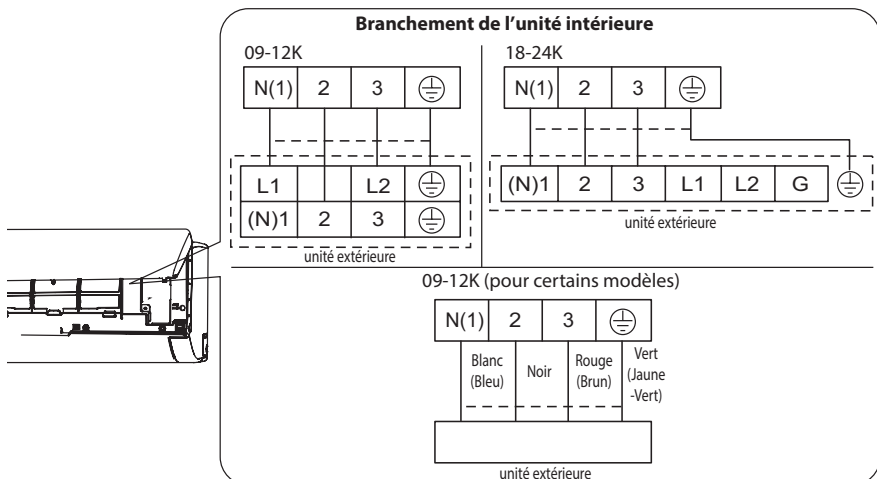 Branchement de l’unité intérieure
09-12K
N(1) 2 3
L1 L2
(N)1 2 3
unité extérieure
18-24K
N(1) 2 3
(N)1 2 3 L1 L2 G
unité extérieure
09-12K (pour certains modèles)
N(1) 2 3
Blanc
(Bleu)
Noir
Rouge
(Brun)
Vert
(Jaune
-Vert)
unité extérieure